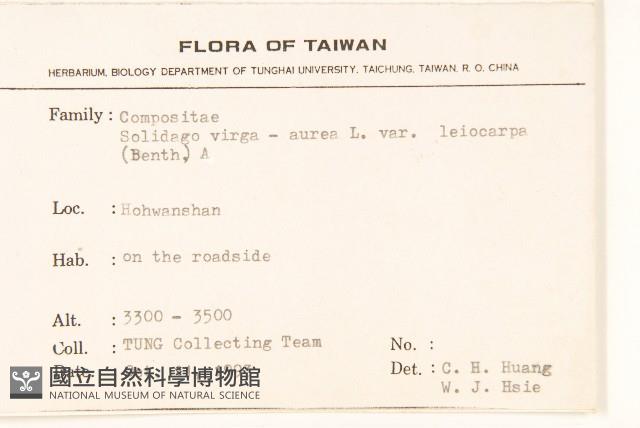 FLORA OF TAIWAN
HERBARIUM, BIOLOGY DEPARTMENT OF TUNGHAI UNIVERSITY, TAICHUNG, TAIWAN, R. O. CHINA
Family : Compositae
Solidago virga - aurea L. var. leiocarpa
(Benth) A
Loc. : Hohwanshan
Hab. : on the roadside
Alt. : 3300 - 3500
Coll. : TUNG Collecting Team No. :
Det. : C. H. Huang
W. J. Hsie
國立自然科學博物館
NATIONAL MUSEUM OF NATURAL SCIENCE